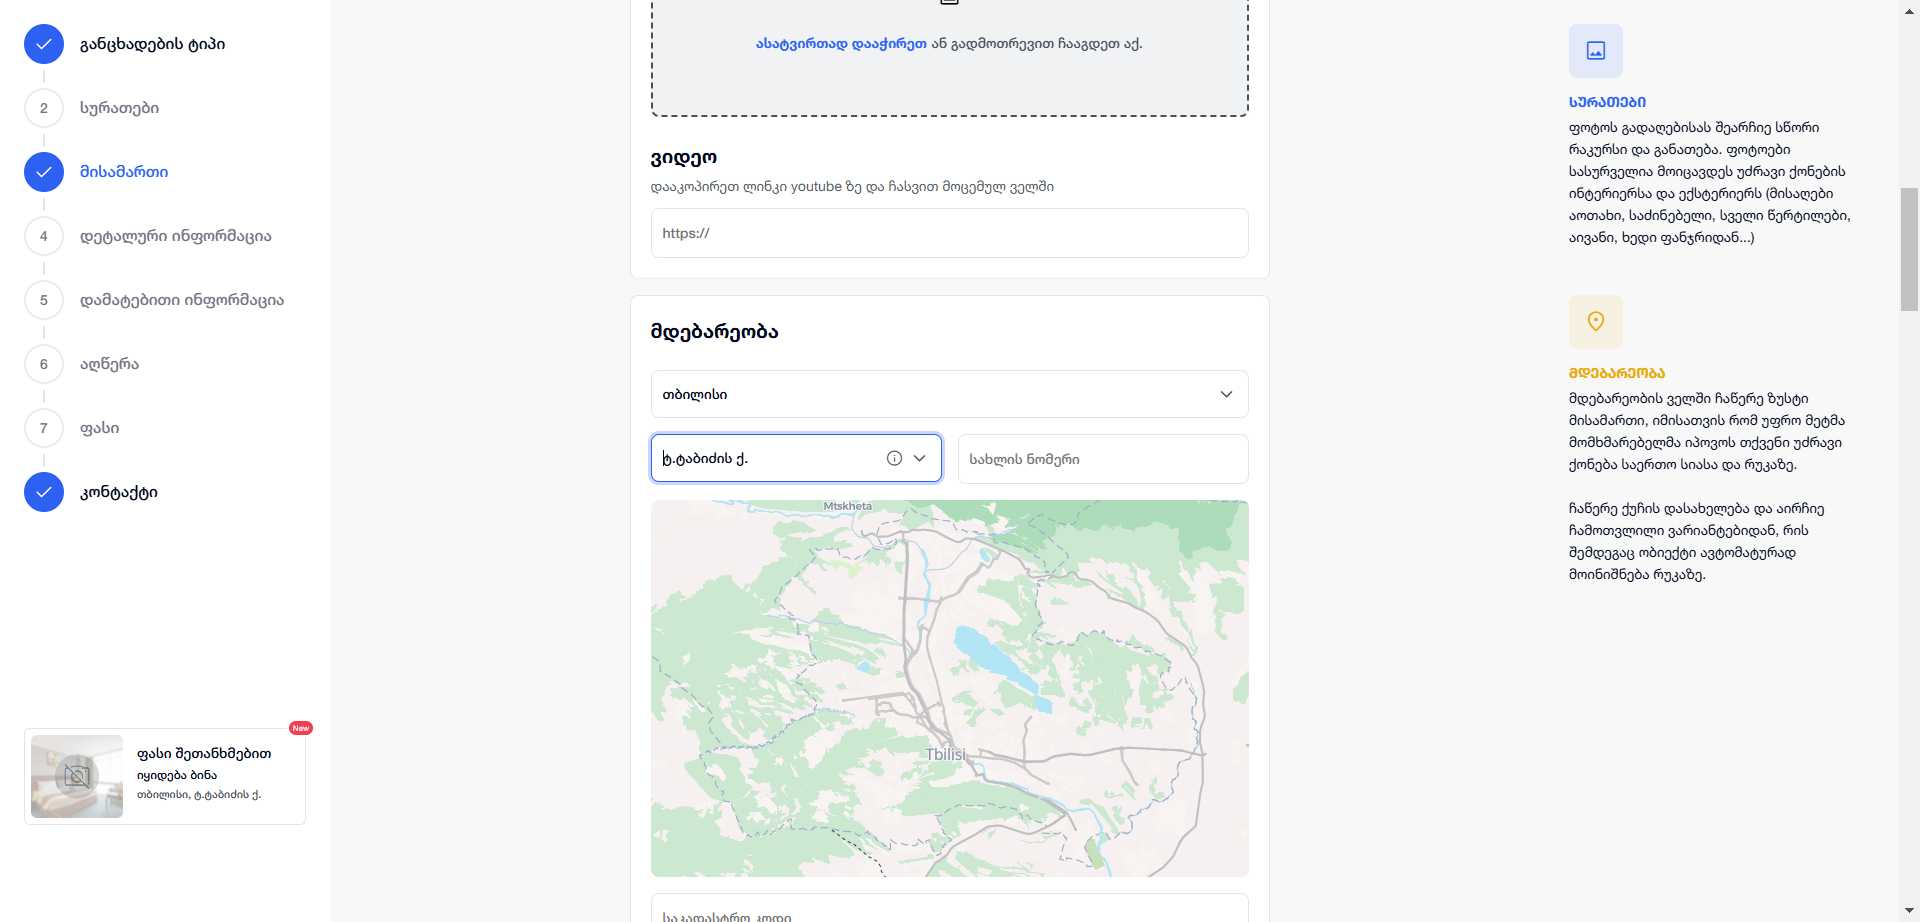 განცხადების ტიპი
2
სურათები
მისამართი
4
დეტალური ინფორმაცია
5
დამატებითი ინფორმაცია
6
აღწერა
7
ფასი
კონტაქტი
New
ფასი შეთანხმებით
იყიდება ბინა
თბილისი, ტ.ტაბიძის ქ.
ასატვირთად დააჭირეთ ან გადმოთრევით ჩააგდეთ აქ.
ვიდეო
დააკოპირეთ ლინკი youtube ზე და ჩასვით მოცემულ ველში
https://
მდებარეობა
თბილისი
ტ.ტაბიძის ქ.
სახლის ნომერი
Mtskheta
Tbilisi
საკადასტრო კოდი
სურათები
ფოტოს გადაღებისას შეარჩიე სწორი
რაკურსი და განათება. ფოტოები
სასურველია მოიცავდეს უძრავი ქონების
ინტერიერსა და ექსტერიერს (მისაღები
აოთახი, საძინებელი, სველი წერტილები,
აივანი, ხედი ფანჯრიდან...)
მდებარეობა
მდებარეობის ველში ჩაწერე ზუსტი
მისამართი, იმისათვის რომ უფრო მეტმა
მომხმარებელმა იპოვოს თქვენი უძრავი
ქონება საერთო სიასა და რუკაზე.
ჩაწერე ქუჩის დასახელება და აირჩიე
ჩამოთვლილი ვარიანტებიდან, რის
შემდეგაც ობიექტი ავტომატურად
მოინიშნება რუკაზე.